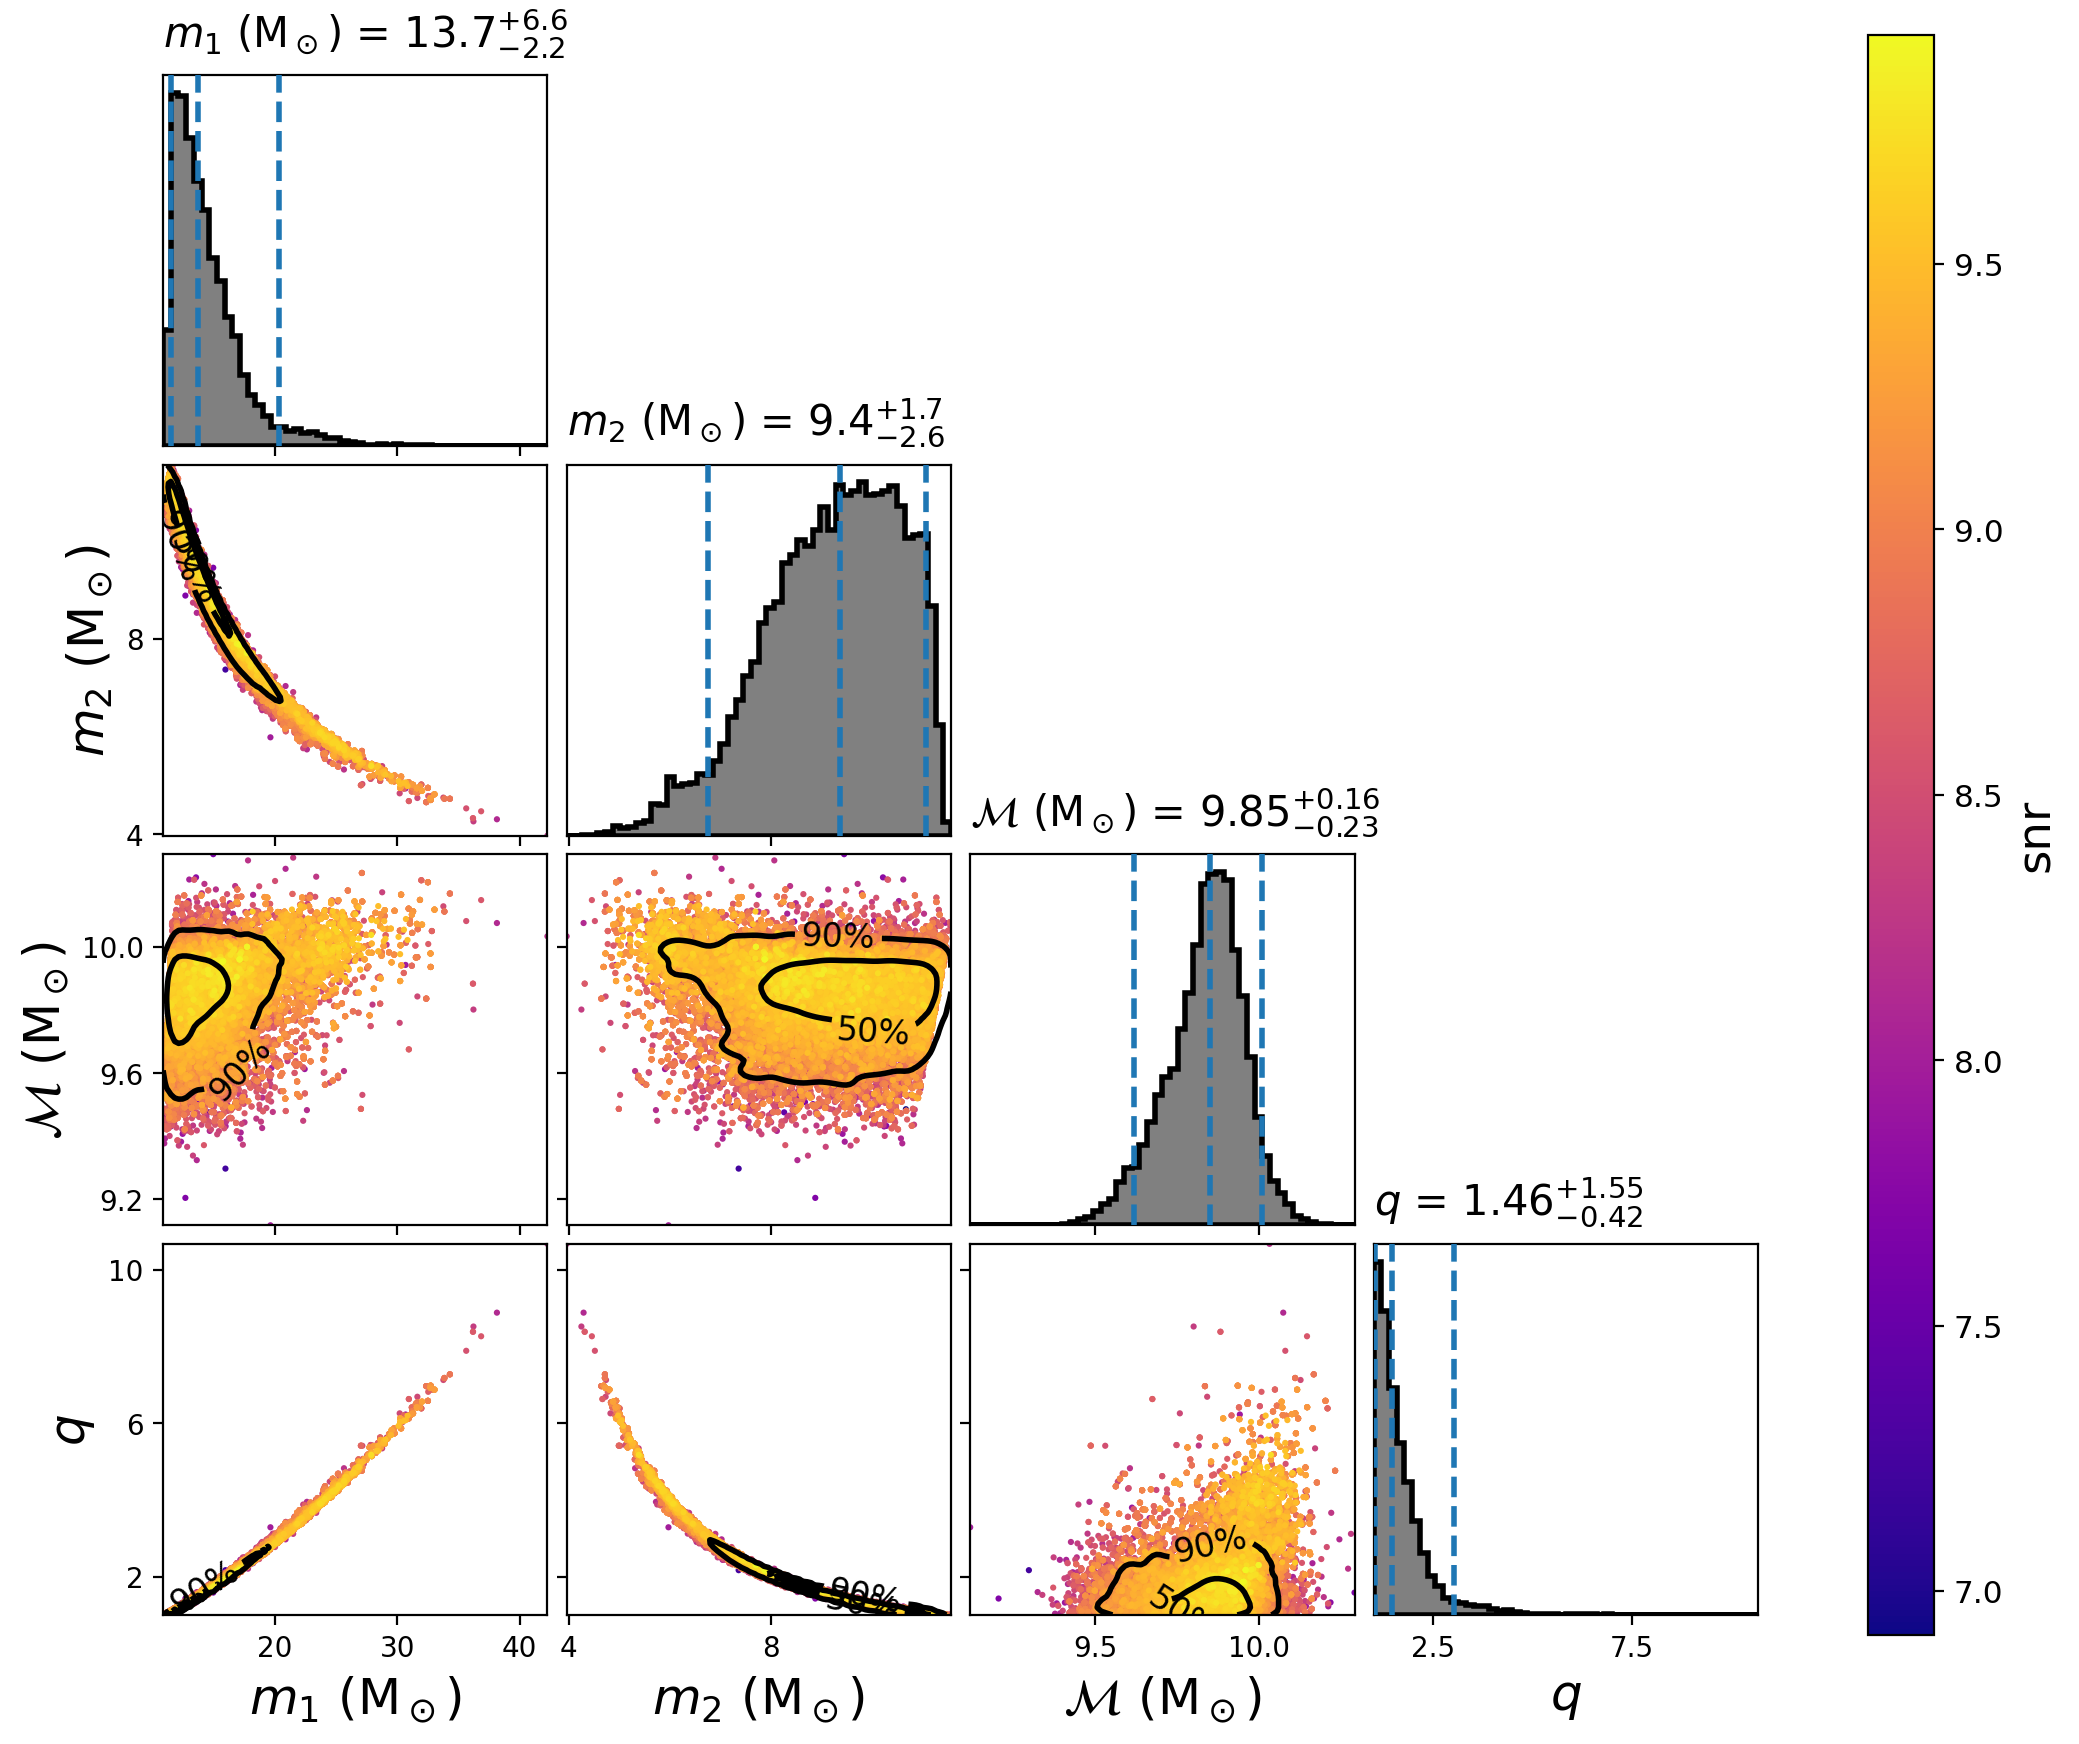 m₁ (M⊙) = 13.7 +6.6 −2.2
m₂ (M⊙) = 9.4 +1.7 −2.6
ℳ (M⊙) = 9.85 +0.16 −0.23
q = 1.46 +1.55 −0.42
m₂ (M⊙)
8
4
90%
ℳ (M⊙)
10.0
9.6
9.2
90%
90%
50%
q
10
6
2
90%
90%
50%
90%
50%
20
30
40
4
8
9.5
10.0
2.5
7.5
m₁ (M⊙)
m₂ (M⊙)
ℳ (M⊙)
q
9.5
9.0
8.5
8.0
7.5
7.0
snr